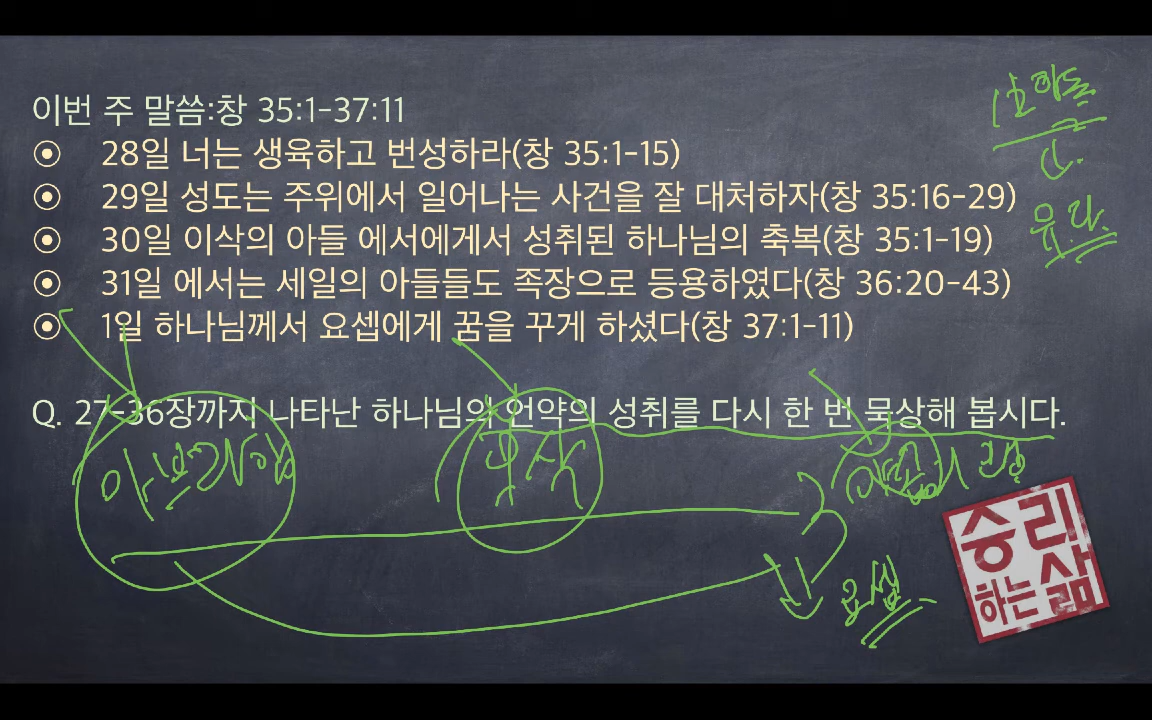 이번 주 말씀:창 35:1-37:11
28일 너는 생육하고 번성하라(창 35:1-15)
29일 성도는 주위에서 일어나는 사건을 잘 대처하자(창 35:16-29)
30일 이삭의 아들 에서에게서 성취된 하나님의 축복(창 35:1-19)
31일 에서는 세일의 아들들도 족장으로 등용하였다(창 36:20-43)
1일 하나님께서 요셉에게 꿈을 꾸게 하셨다(창 37:1-11)
Q. 27-36장까지 나타난 하나님의 언약의 성취를 다시 한 번 묵상해 봅시다.
12아들
유다
아브라함
이삭
요셉
승리
하는 삶